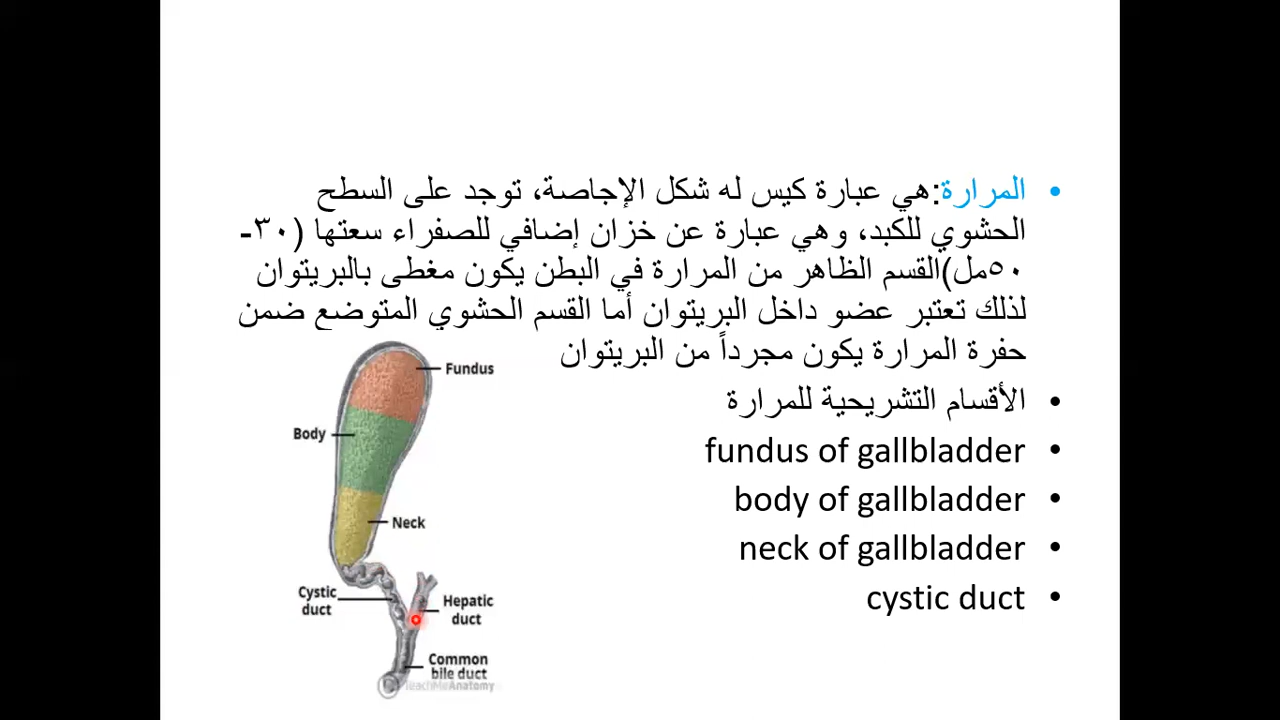 • المرارة:هي عبارة كيس له شكل الإجاصة، توجد على السطح
الحشوي للكبد، وهي عبارة عن خزان إضافي للصفراء سعتها (٣٠-
٥٠مل)القسم الظاهر من المرارة في البطن يكون مغطى بالبريتوان
لذلك تعتبر عضو داخل البريتوان أما القسم الحشوي المتوضع ضمن
حفرة المرارة يكون مجرداً من البريتوان
• الأقسام التشريحية للمرارة
• fundus of gallbladder
• body of gallbladder
• neck of gallbladder
• cystic duct
Fundus
Body
Neck
Cystic
duct
Hepatic
duct
Common
bile duct
TeachMeAnatomy